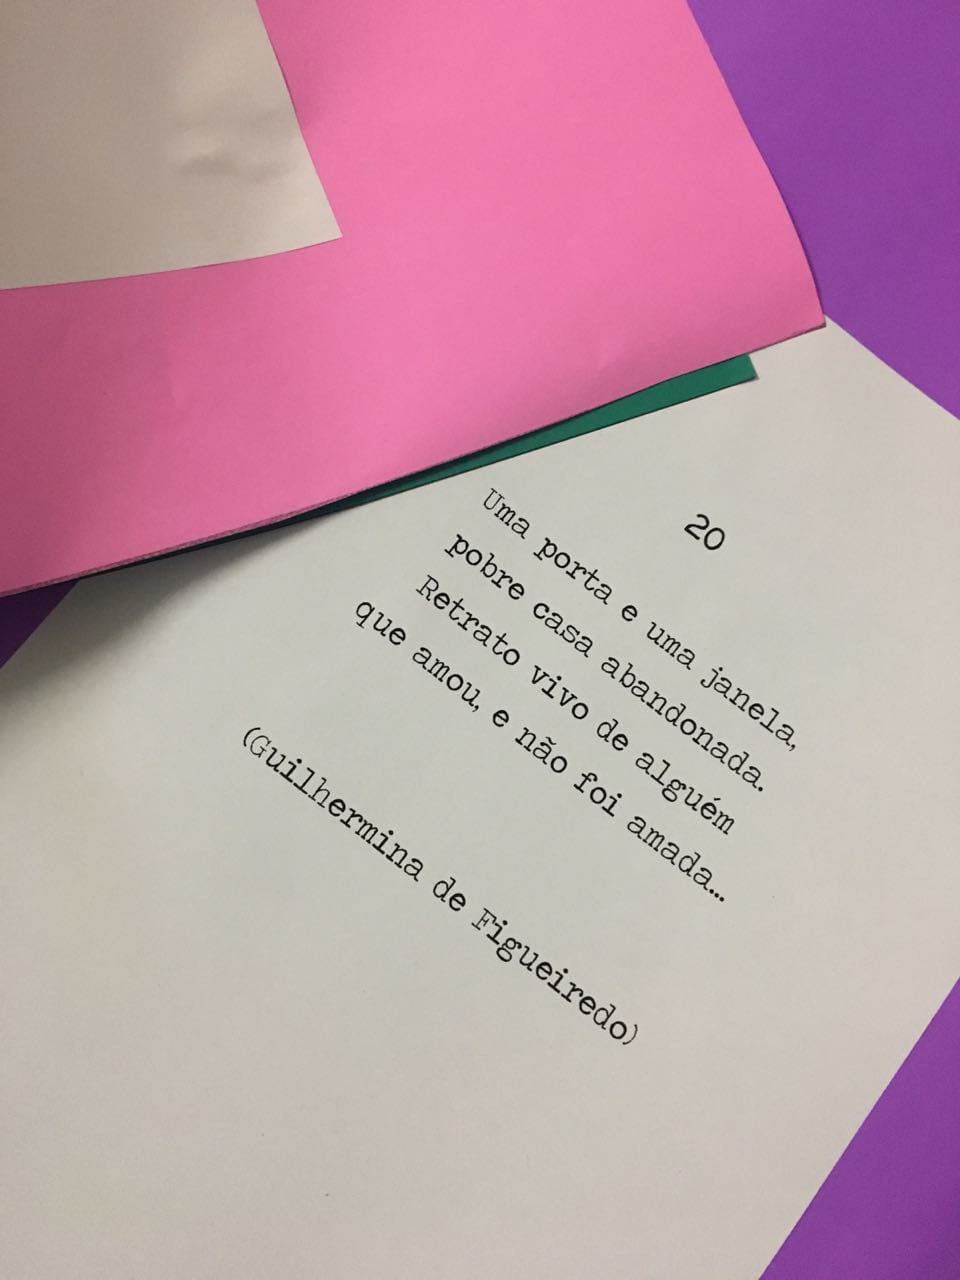 20
Uma porta e uma janela,
pobre casa abandonada.
Retrato vivo de alguém
que amou, e não foi amada...
(Guilhermina de Figueiredo)